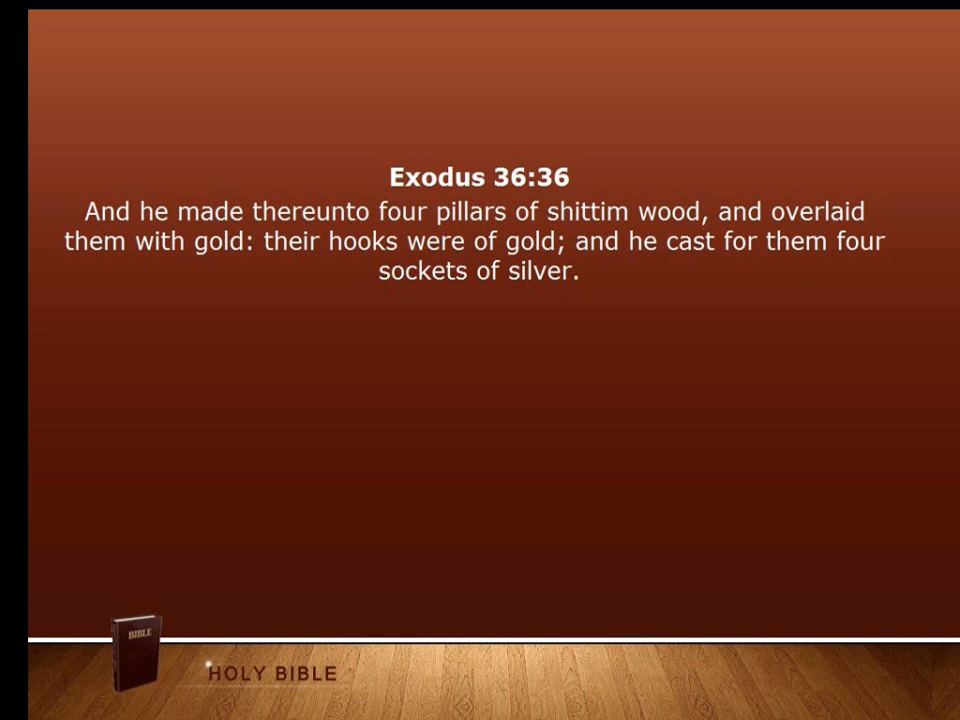 Exodus 36:36
And he made thereunto four pillars of shittim wood, and overlaid
them with gold: their hooks were of gold; and he cast for them four
sockets of silver.
BIBLE
HOLY BIBLE